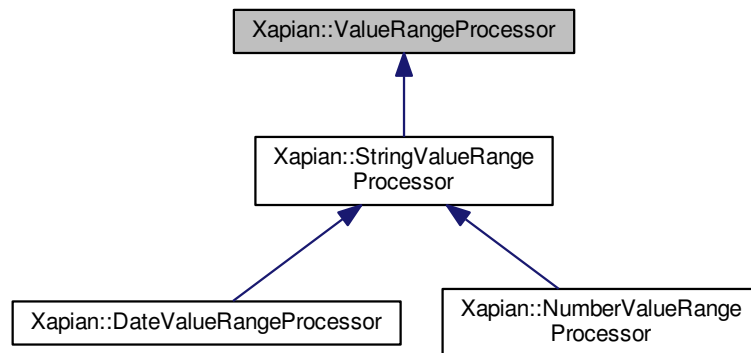 Xapian::ValueRangeProcessor
Xapian::StringValueRange
Processor
Xapian::DateValueRangeProcessor
Xapian::NumberValueRange
Processor